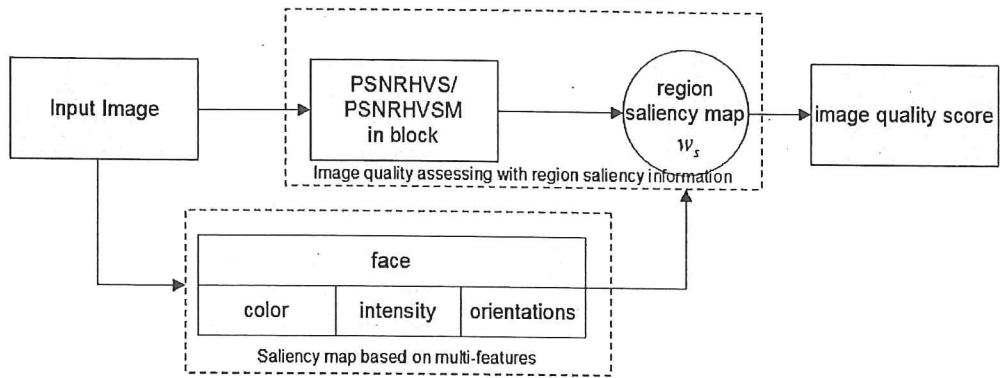 Input Image
PSNRHVS/
PSNRHVSM
in block
region
saliency map
w_s
image quality score
Image quality assessing with region saliency information
face
color
intensity
orientations
Saliency map based on multi-features